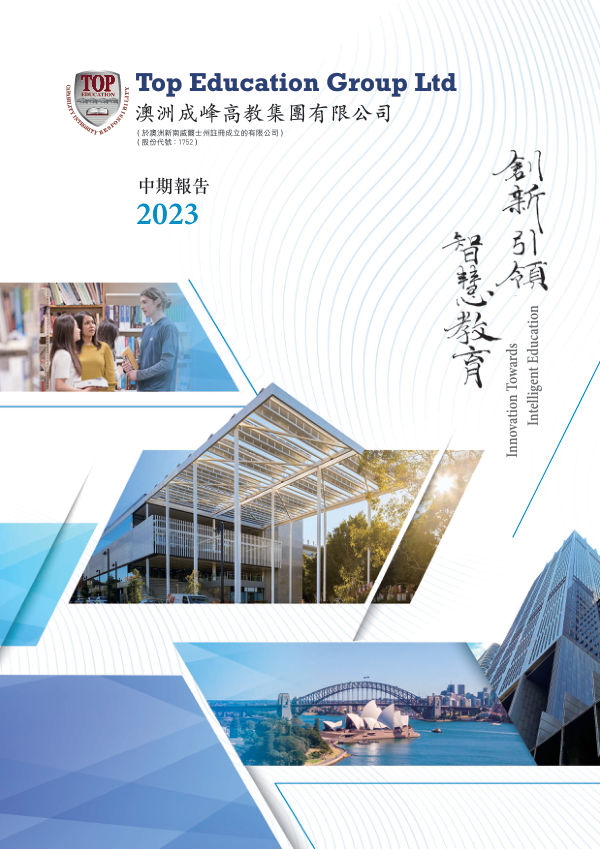 TOP
EDUCATION
CAPABILITY INTEGRITY RESPONSIBILITY
Top Education Group Ltd
澳洲成峰高教集團有限公司
(於澳洲新南威爾士州註冊成立的有限公司)
(股份代號:1752)
中期報告
2023
創新引領
智慧教育
Innovation Towards
Intelligent Education